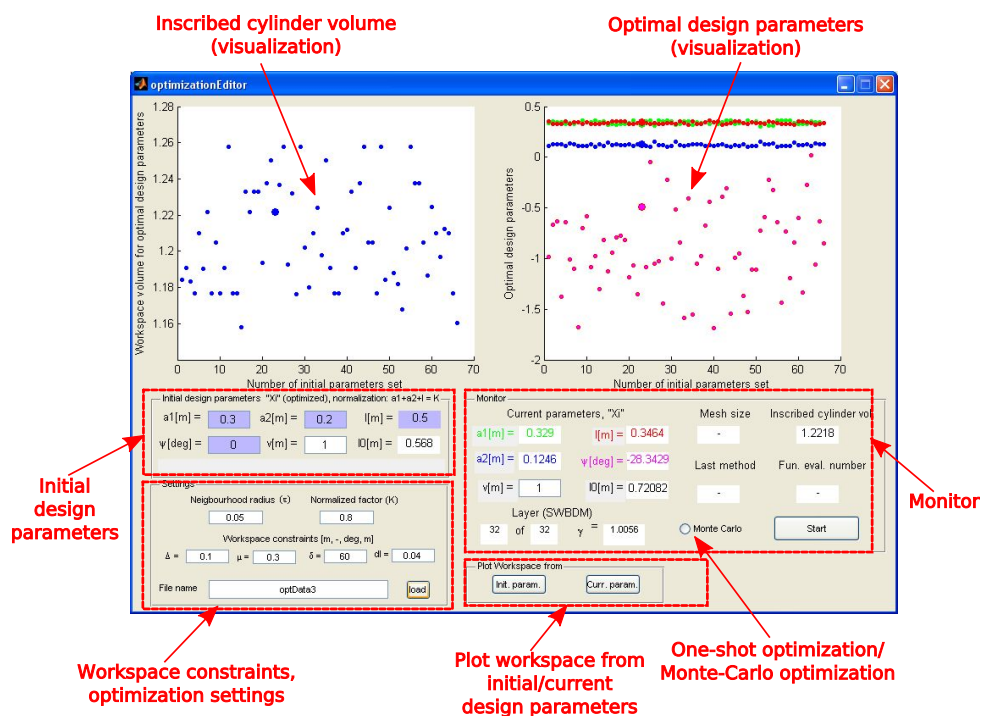 Inscribed cylinder volume
(visualization)
Optimal design parameters
(visualization)
optimizationEditor
Workspace volume for optimal design parameters
1.28
1.26
1.24
1.22
1.2
1.18
1.16
0 10 20 30 40 50 60 70
Number of initial parameters set
Optimal design parameters
0.5
0
-0.5
-1
-1.5
-2
0 10 20 30 40 50 60 70
Number of initial parameters set
Initial design parameters "Xi" (optimized), normalization: a1+a2+l = K
a1[m] = 0.3 a2[m] = 0.2 l[m] = 0.5
ψ[deg] = 0 v[m] = 1 l0[m] = 0.568
Settings
Neigbourhood radius (τ) Normalized factor (K)
0.05 0.8
Workspace constraints [m, -, deg, m]
Δ = 0.1 μ = 0.3 δ = 60 dl = 0.04
File name optData3 load
Monitor
Current parameters, "Xi" Mesh size Inscribed cylinder vol
a1[m] = 0.329 l[m] = 0.3464 - 1.2218
a2[m] = 0.1246 ψ[deg] = -28.3429 Last method Fun. eval. number
v[m] = 1 l0[m] = 0.72082 - -
Layer (SWBDM)
32 of 32 γ = 1.0056 Monte Carlo Start
Plot Workspace from
Init. param. Curr. param.
Initial
design
parameters
Monitor
Workspace constraints,
optimization settings
Plot workspace from
initial/current
design parameters
One-shot optimization/
Monte-Carlo optimization